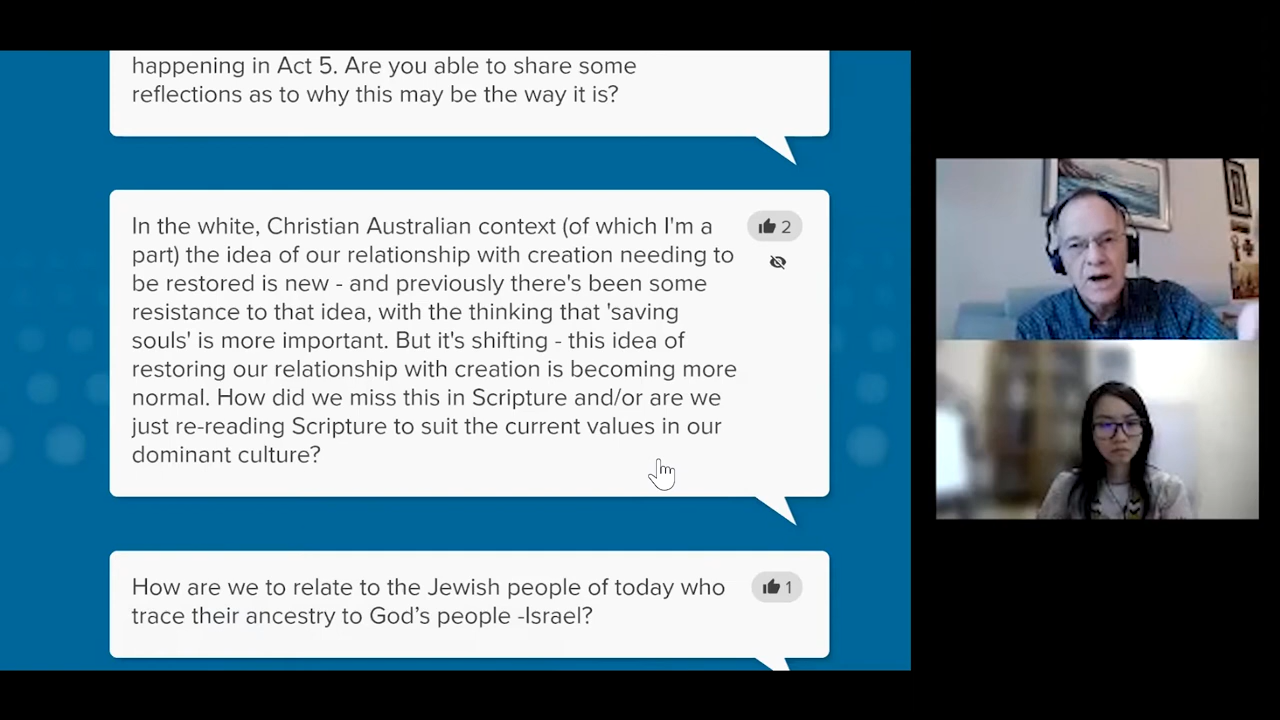 happening in Act 5. Are you able to share some
reflections as to why this may be the way it is?
In the white, Christian Australian context (of which I'm a
part) the idea of our relationship with creation needing to
be restored is new - and previously there's been some
resistance to that idea, with the thinking that 'saving
souls' is more important. But it's shifting - this idea of
restoring our relationship with creation is becoming more
normal. How did we miss this in Scripture and/or are we
just re-reading Scripture to suit the current values in our
dominant culture?
2
How are we to relate to the Jewish people of today who
trace their ancestry to God’s people -Israel?
1